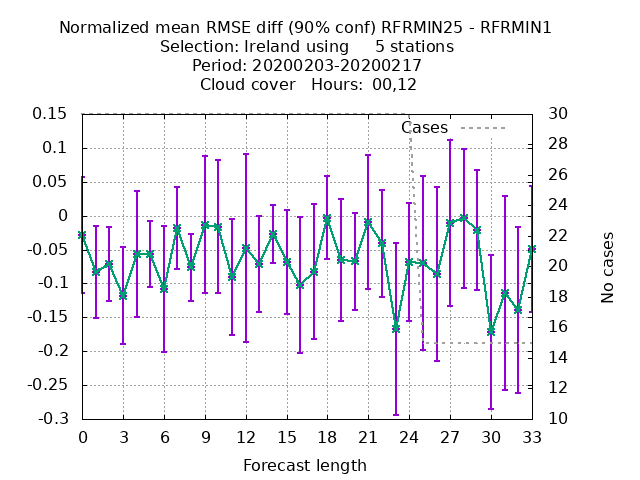 Normalized mean RMSE diff (90% conf) RFRMIN25 - RFRMIN1
Selection: Ireland using     5 stations
Period: 20200203-20200217
Cloud cover   Hours:  00,12
Cases
0.15
0.1
0.05
0
-0.05
-0.1
-0.15
-0.2
-0.25
-0.3
30
28
26
24
22
20
18
16
14
12
10
No cases
0 3 6 9 12 15 18 21 24 27 30 33
Forecast length